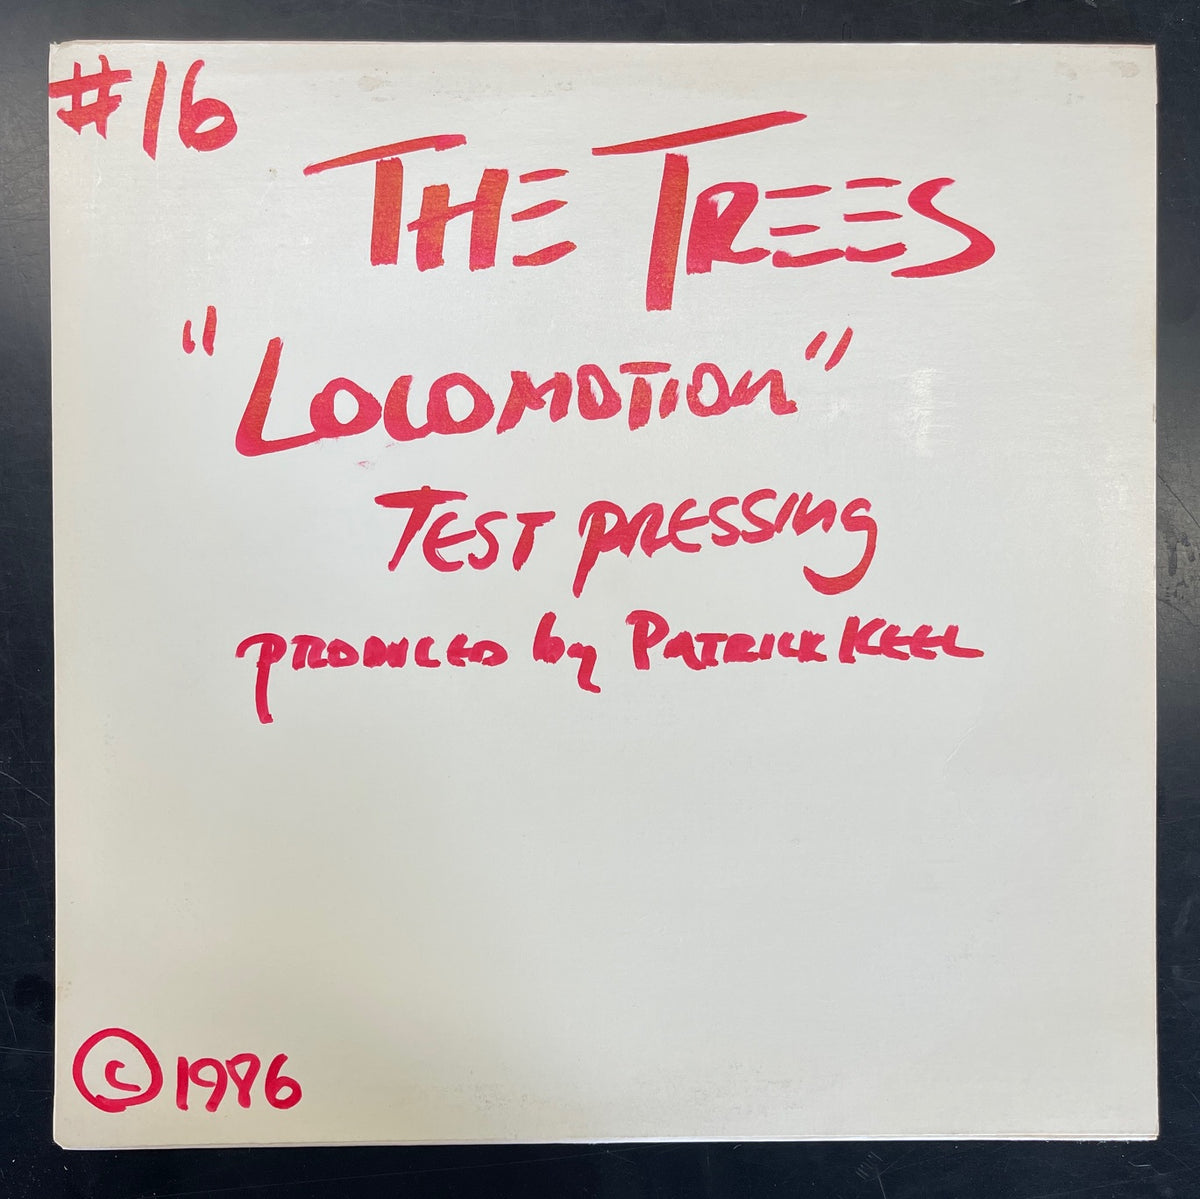 #16
THE TREES
"LOCOMOTION"
TEST PRESSING
PRODUCED by PATRICK KEEL
©1986